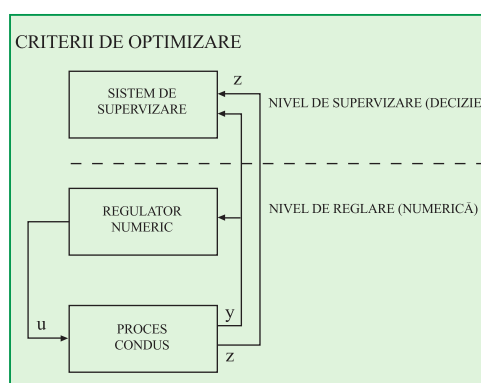 CRITERII DE OPTIMIZARE
z
SISTEM DE
SUPERVIZARE
NIVEL DE SUPERVIZARE (DECIZIE
REGULATOR
NUMERIC
NIVEL DE REGLARE (NUMERICĂ)
u
PROCES
CONDUS
y
z